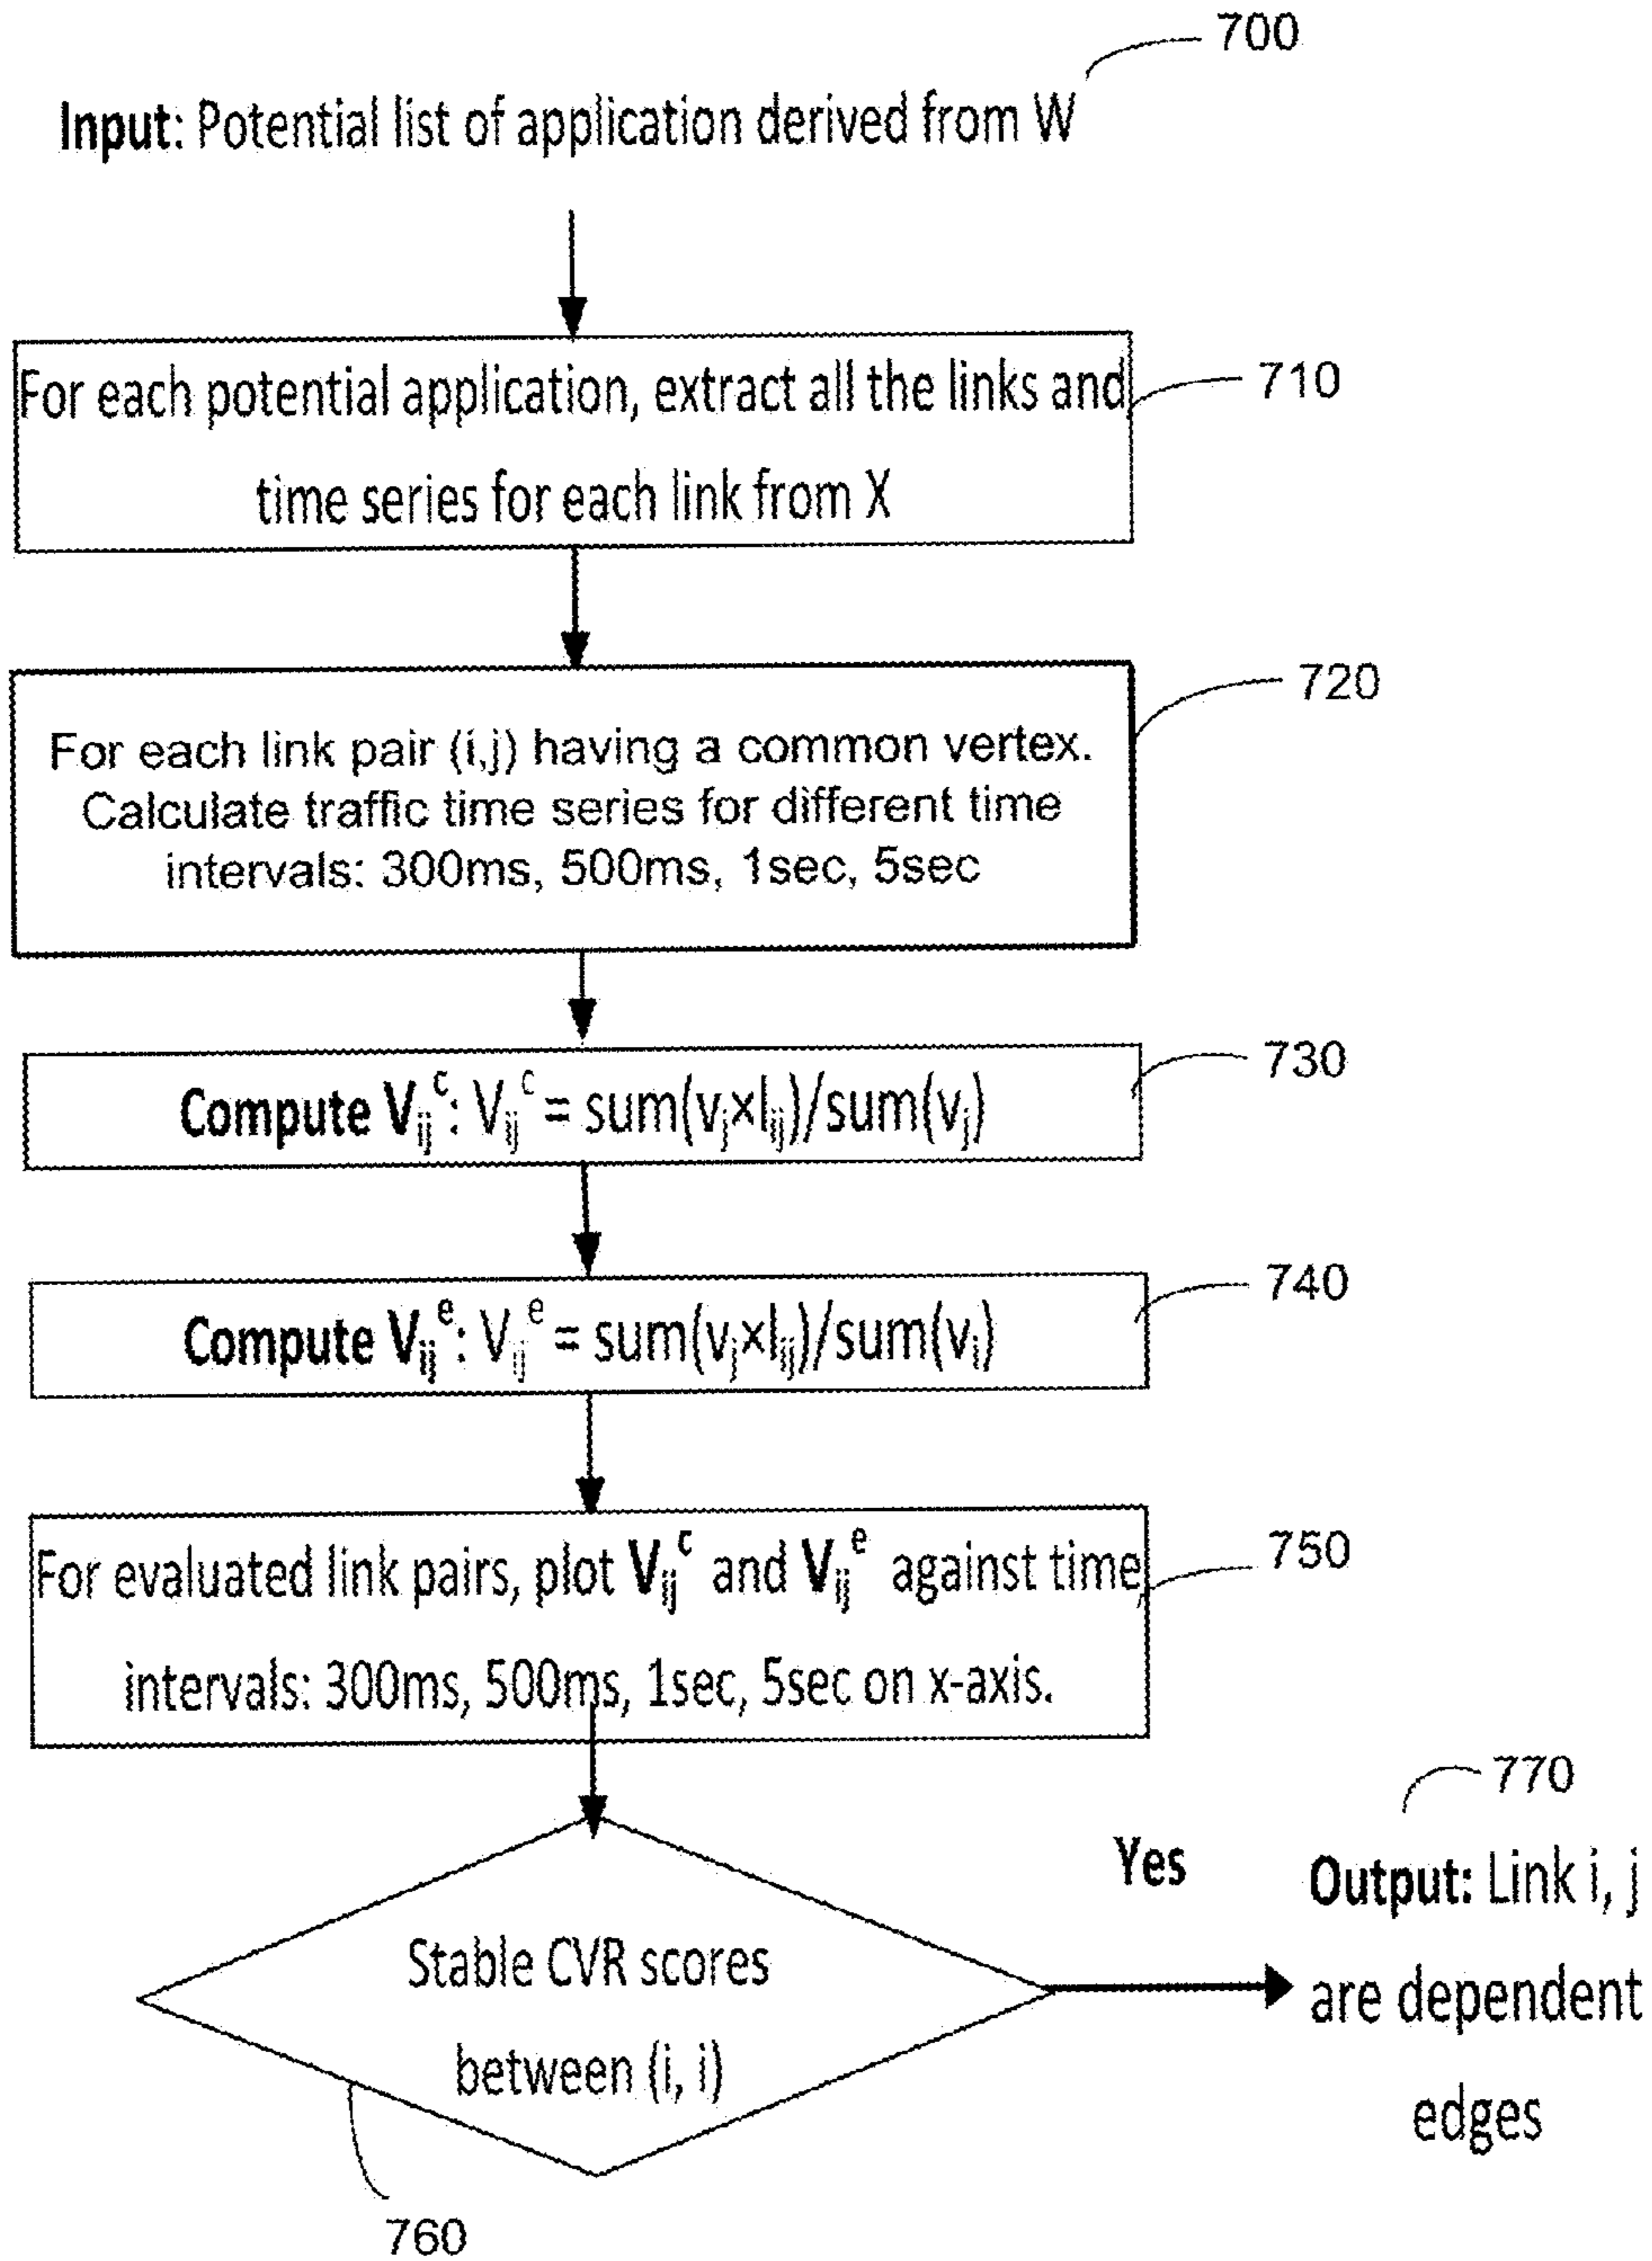 700
Input: Potential list of application derived from W
For each potential application, extract all the links and
710
time series for each link from X
720
For each link pair (i,j) having a common vertex.
Calculate traffic time series for different time
intervals: 300ms, 500ms, 1sec, 5sec
730
Compute Vᵢⱼᶜ: Vᵢⱼᶜ = sum(vⱼ×Iᵢⱼ)/sum(vⱼ)
740
Compute Vᵢⱼᵉ: Vᵢⱼᵉ = sum(vⱼ×Iᵢⱼ)/sum(vᵢ)
750
For evaluated link pairs, plot Vᵢⱼᶜ and Vᵢⱼᵉ against time
intervals: 300ms, 500ms, 1sec, 5sec on x-axis.
770
Yes
Output: Link i, j
are dependent
edges
Stable CVR scores
between (i, i)
760